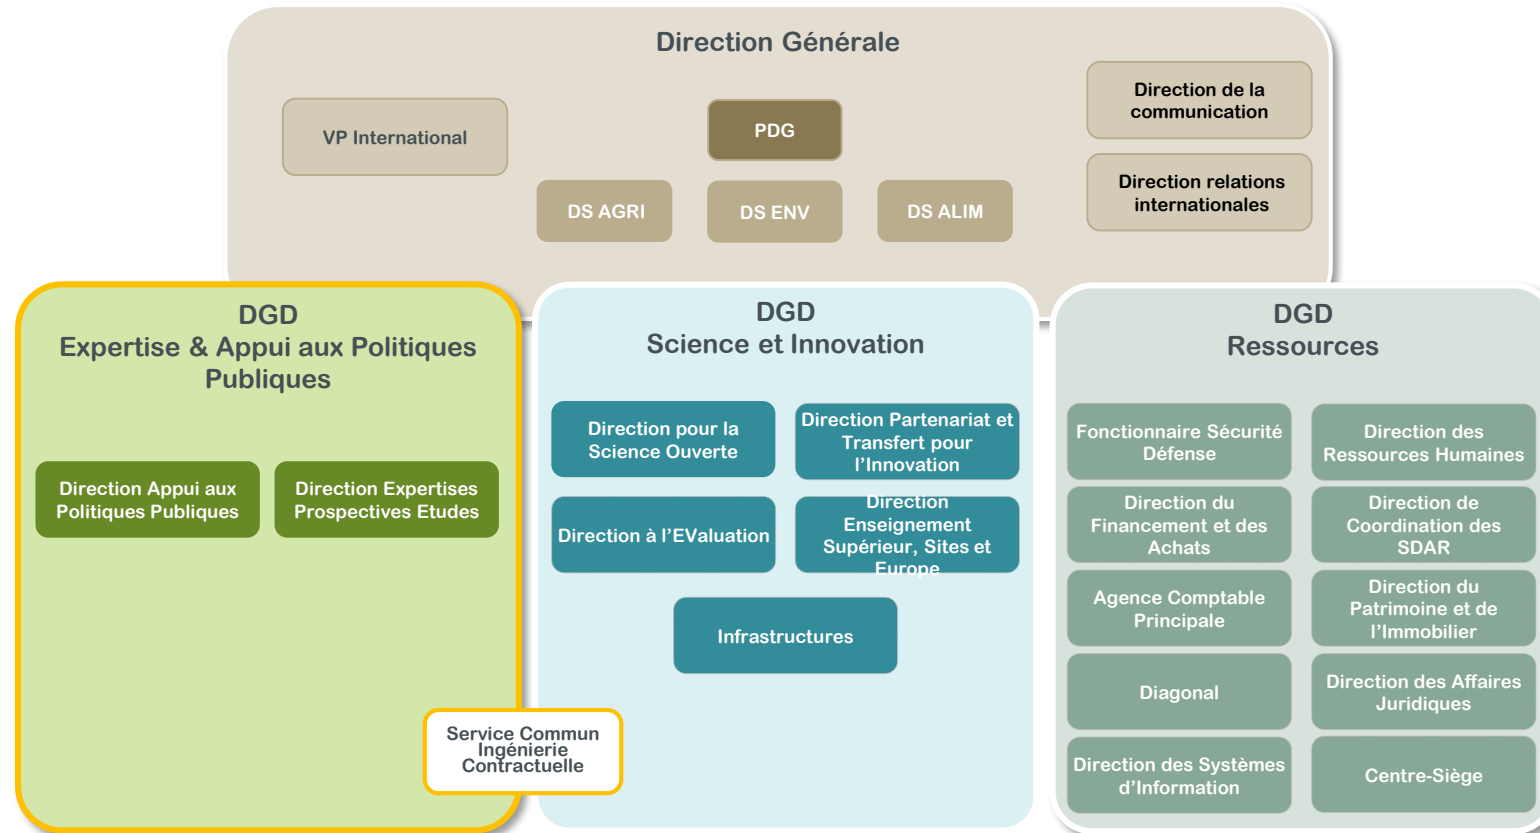 Direction Générale
VP International
PDG
DS AGRI
DS ENV
DS ALIM
Direction de la
communication
Direction relations
internationales
DGD
Expertise & Appui aux Politiques
Publiques
Direction Appui aux
Politiques Publiques
Direction Expertises
Prospectives Etudes
Service Commun
Ingénierie
Contractuelle
DGD
Science et Innovation
Direction pour la
Science Ouverte
Direction Partenariat et
Transfert pour
l'Innovation
Direction à l'EValuation
Direction
Enseignement
Supérieur, Sites et
Europe
Infrastructures
DGD
Ressources
Fonctionnaire Sécurité
Défense
Direction des
Ressources Humaines
Direction du
Financement et des
Achats
Direction de
Coordination des
SDAR
Agence Comptable
Principale
Direction du
Patrimoine et de
l'Immobilier
Diagonal
Direction des Affaires
Juridiques
Direction des Systèmes
d'Information
Centre-Siège